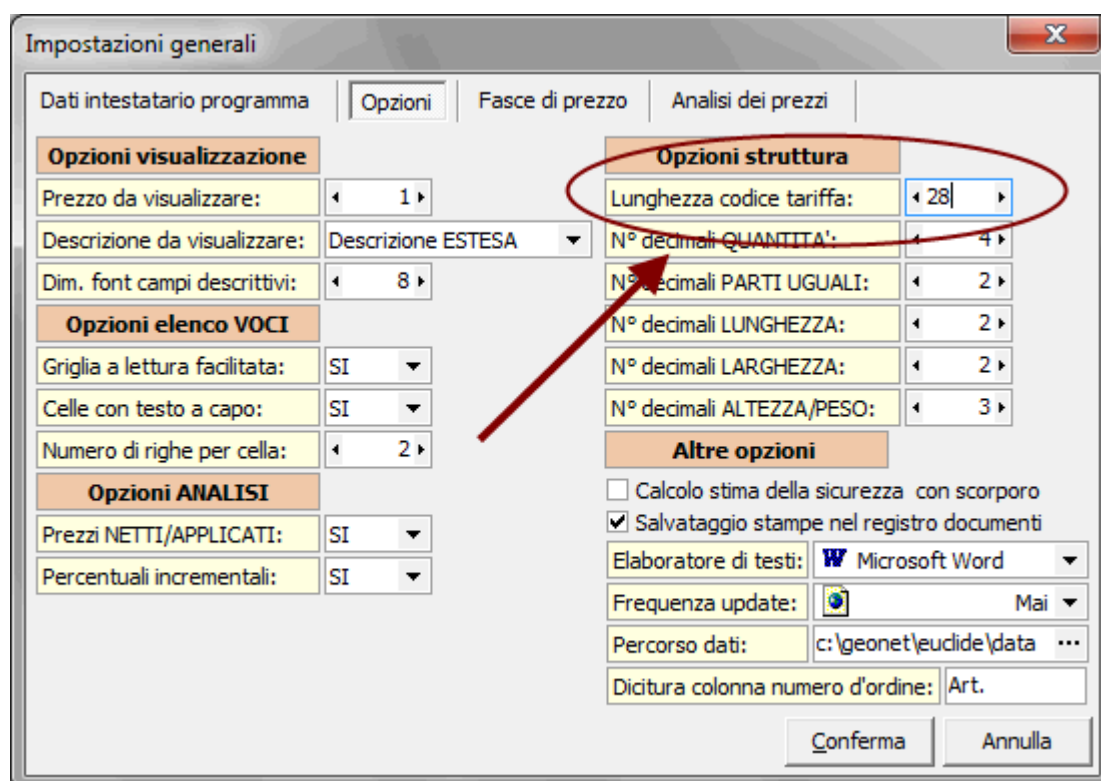 Impostazioni generali
Dati intestatario programma
Opzioni
Fasce di prezzo
Analisi dei prezzi
Opzioni visualizzazione
Prezzo da visualizzare: 1
Descrizione da visualizzare: Descrizione ESTESA
Dim. font campi descrittivi: 8
Opzioni elenco VOCI
Griglia a lettura facilitata: SI
Celle con testo a capo: SI
Numero di righe per cella: 2
Opzioni ANALISI
Prezzi NETTI/APPLICATI: SI
Percentuali incrementali: SI
Opzioni struttura
Lunghezza codice tariffa: 28
N° decimali QUANTITA': 4
N° decimali PARTI UGUALI: 2
N° decimali LUNGHEZZA: 2
N° decimali LARGHEZZA: 2
N° decimali ALTEZZA/PESO: 3
Altre opzioni
Calcolo stima della sicurezza con scorporo
Salvataggio stampe nel registro documenti
Elaboratore di testi: Microsoft Word
Frequenza update: Mai
Percorso dati: c:\geonet\euclide\data ...
Dicitura colonna numero d'ordine: Art.
Conferma
Annulla